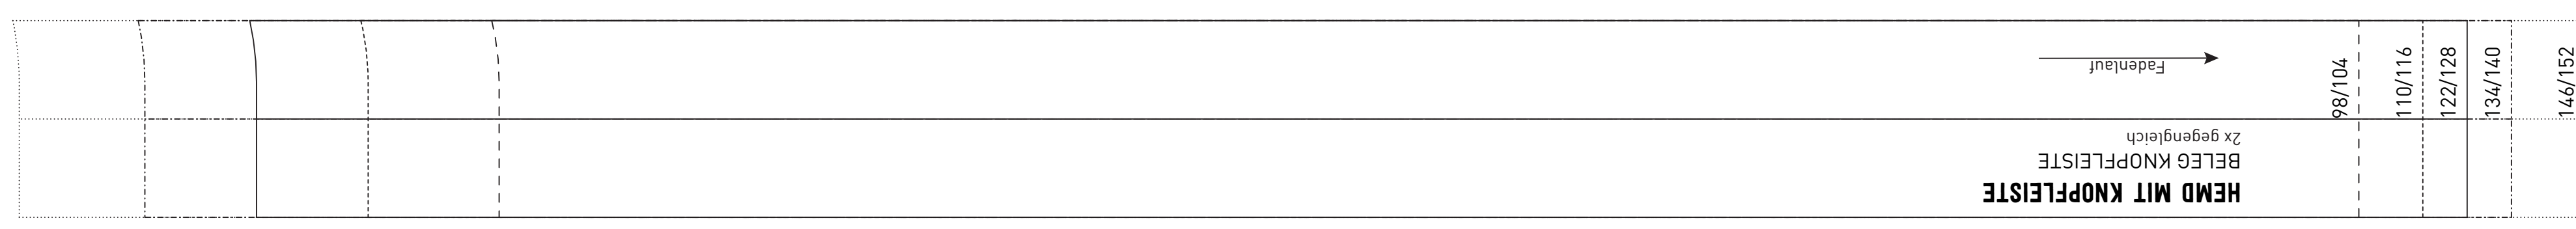 HEMD MIT KNOPFLEISTE
BELEG KNOPFLEISTE
2x gegengleich
Fadenlauf
98/104
110/116
122/128
134/140
146/152